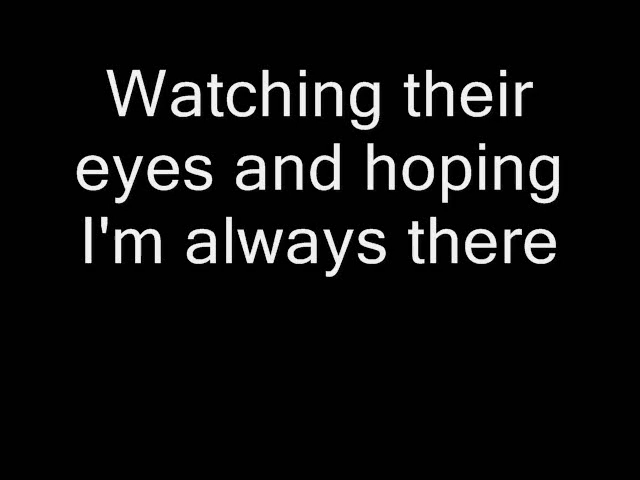 Watching their
eyes and hoping
I'm always there